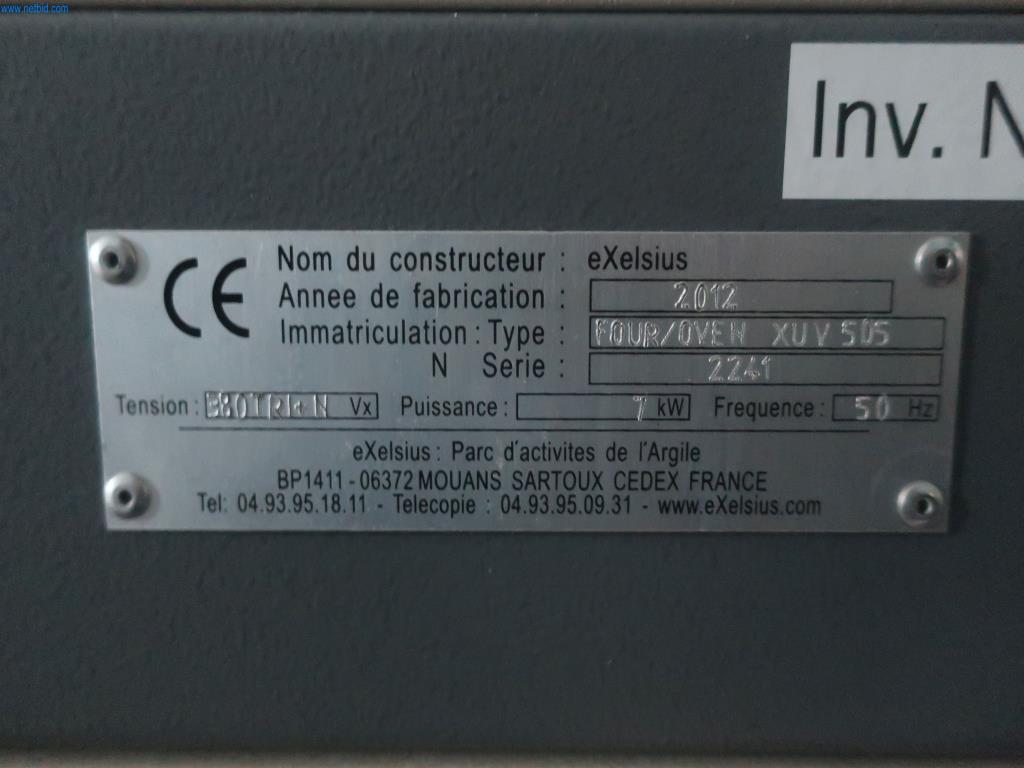 www.netbid.com
Inv. N
CE
Nom du constructeur : eXelsius
Annee de fabrication : 2012
Immatriculation : Type : FOUR/OVEN XUV 505
N Serie : 2241
Tension : 380TRI+N Vx Puissance : 7 kW Frequence : 50 Hz
eXelsius : Parc d'activites de l'Argile
BP1411 - 06372 MOUANS SARTOUX CEDEX FRANCE
Tel: 04.93.95.18.11 - Telecopie : 04.93.95.09.31 - www.eXelsius.com